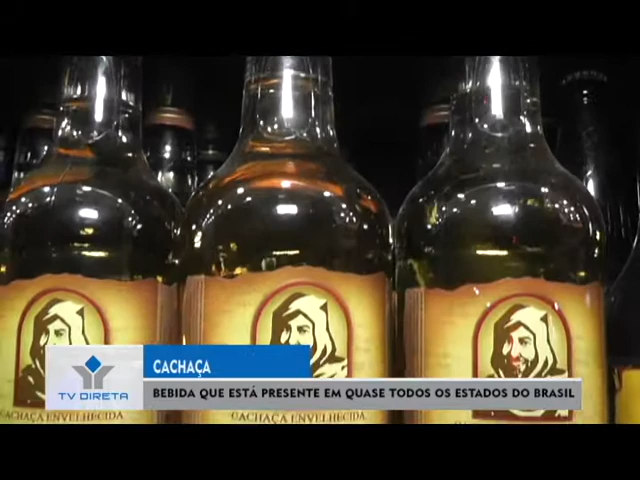 CACHAÇA
TV DIRETA
BEBIDA QUE ESTÁ PRESENTE EM QUASE TODOS OS ESTADOS DO BRASIL
CACHAÇA ENVELHECIDA
CACHAÇA ENVELHECIDA